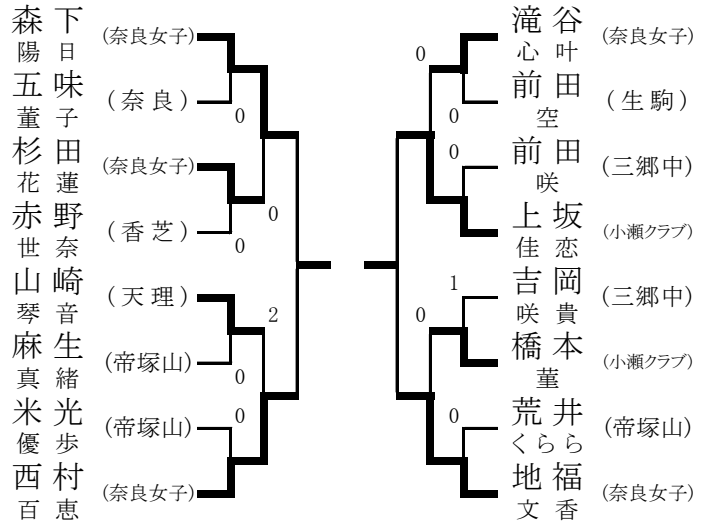 森 下 (奈良女子)
陽 日
五 味 (奈 良)
菫 子
0
杉 田 (奈良女子)
花 蓮
0
赤 野 (香 芝)
世 奈
0
山 崎 (天 理)
琴 音
2
麻 生 (帝塚山)
真 緒
0
米 光 (帝塚山)
優 歩
0
西 村 (奈良女子)
百 恵
滝 谷 (奈良女子)
心 叶
0
前 田 (生 駒)
空
0
前 田 (三郷中)
咲
0
上 坂 (小瀬クラブ)
佳 恋
吉 岡 (三郷中)
咲 貴
1
0
橋 本 (小瀬クラブ)
菫
荒 井 (帝塚山)
くらら
0
地 福 (奈良女子)
文 香